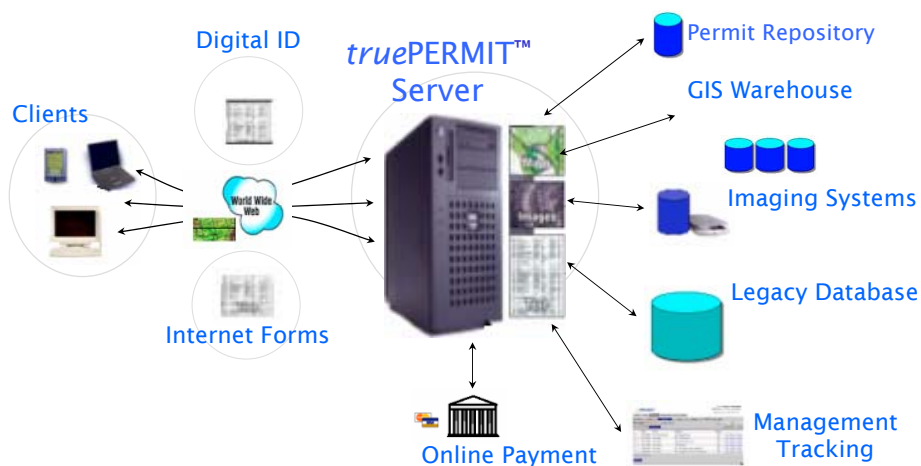 Digital ID
truePERMIT™
Server
Permit Repository
GIS Warehouse
Clients
World Wide
Web
Images
Imaging Systems
Legacy Database
Internet Forms
Online Payment
Management
Tracking